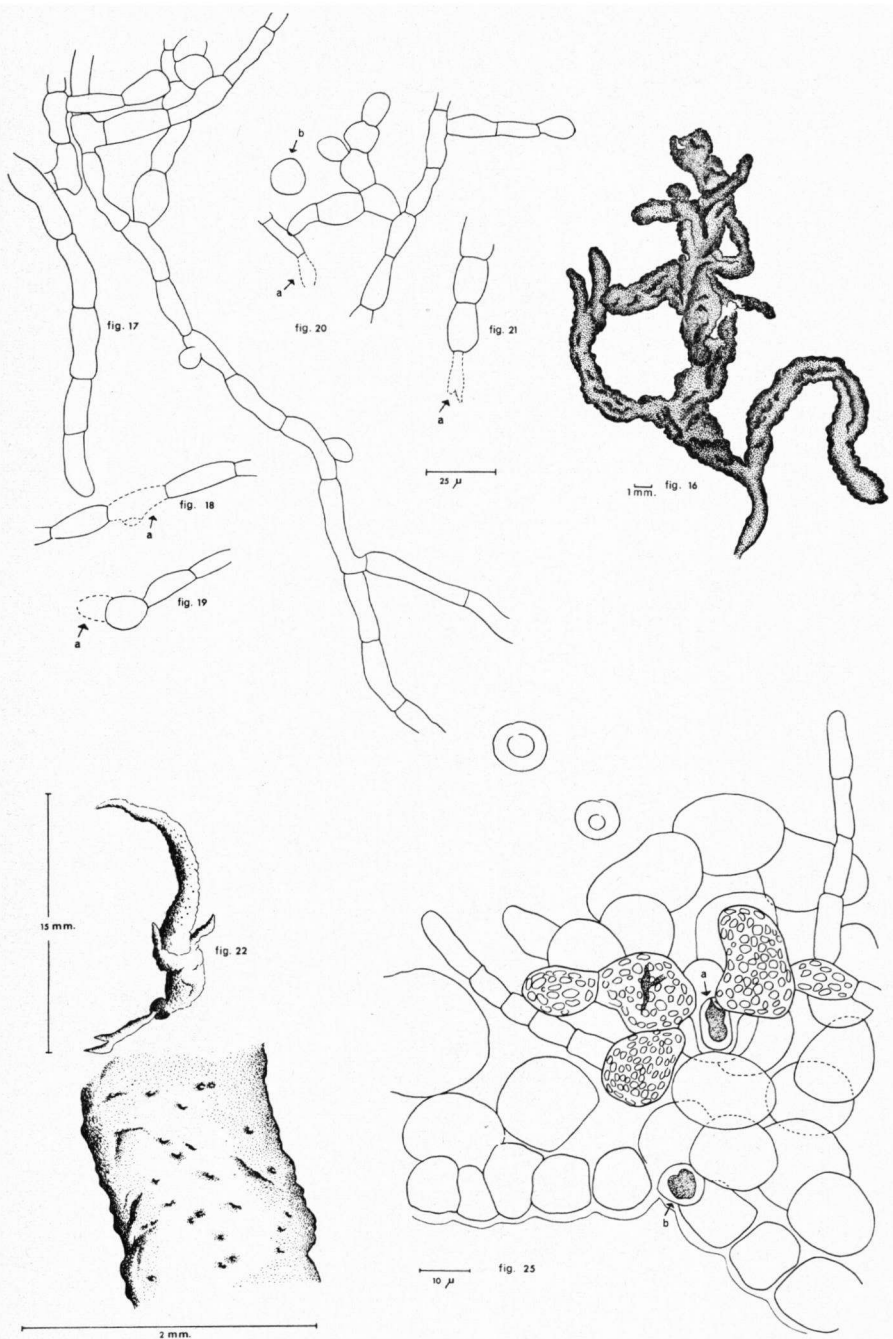 b
fig. 17
fig. 20
a
fig. 21
a
25 μ
fig. 16
1 mm.
fig. 18
a
fig. 19
a
15 mm.
fig. 22
a
b
10 μ
fig. 25
2 mm.